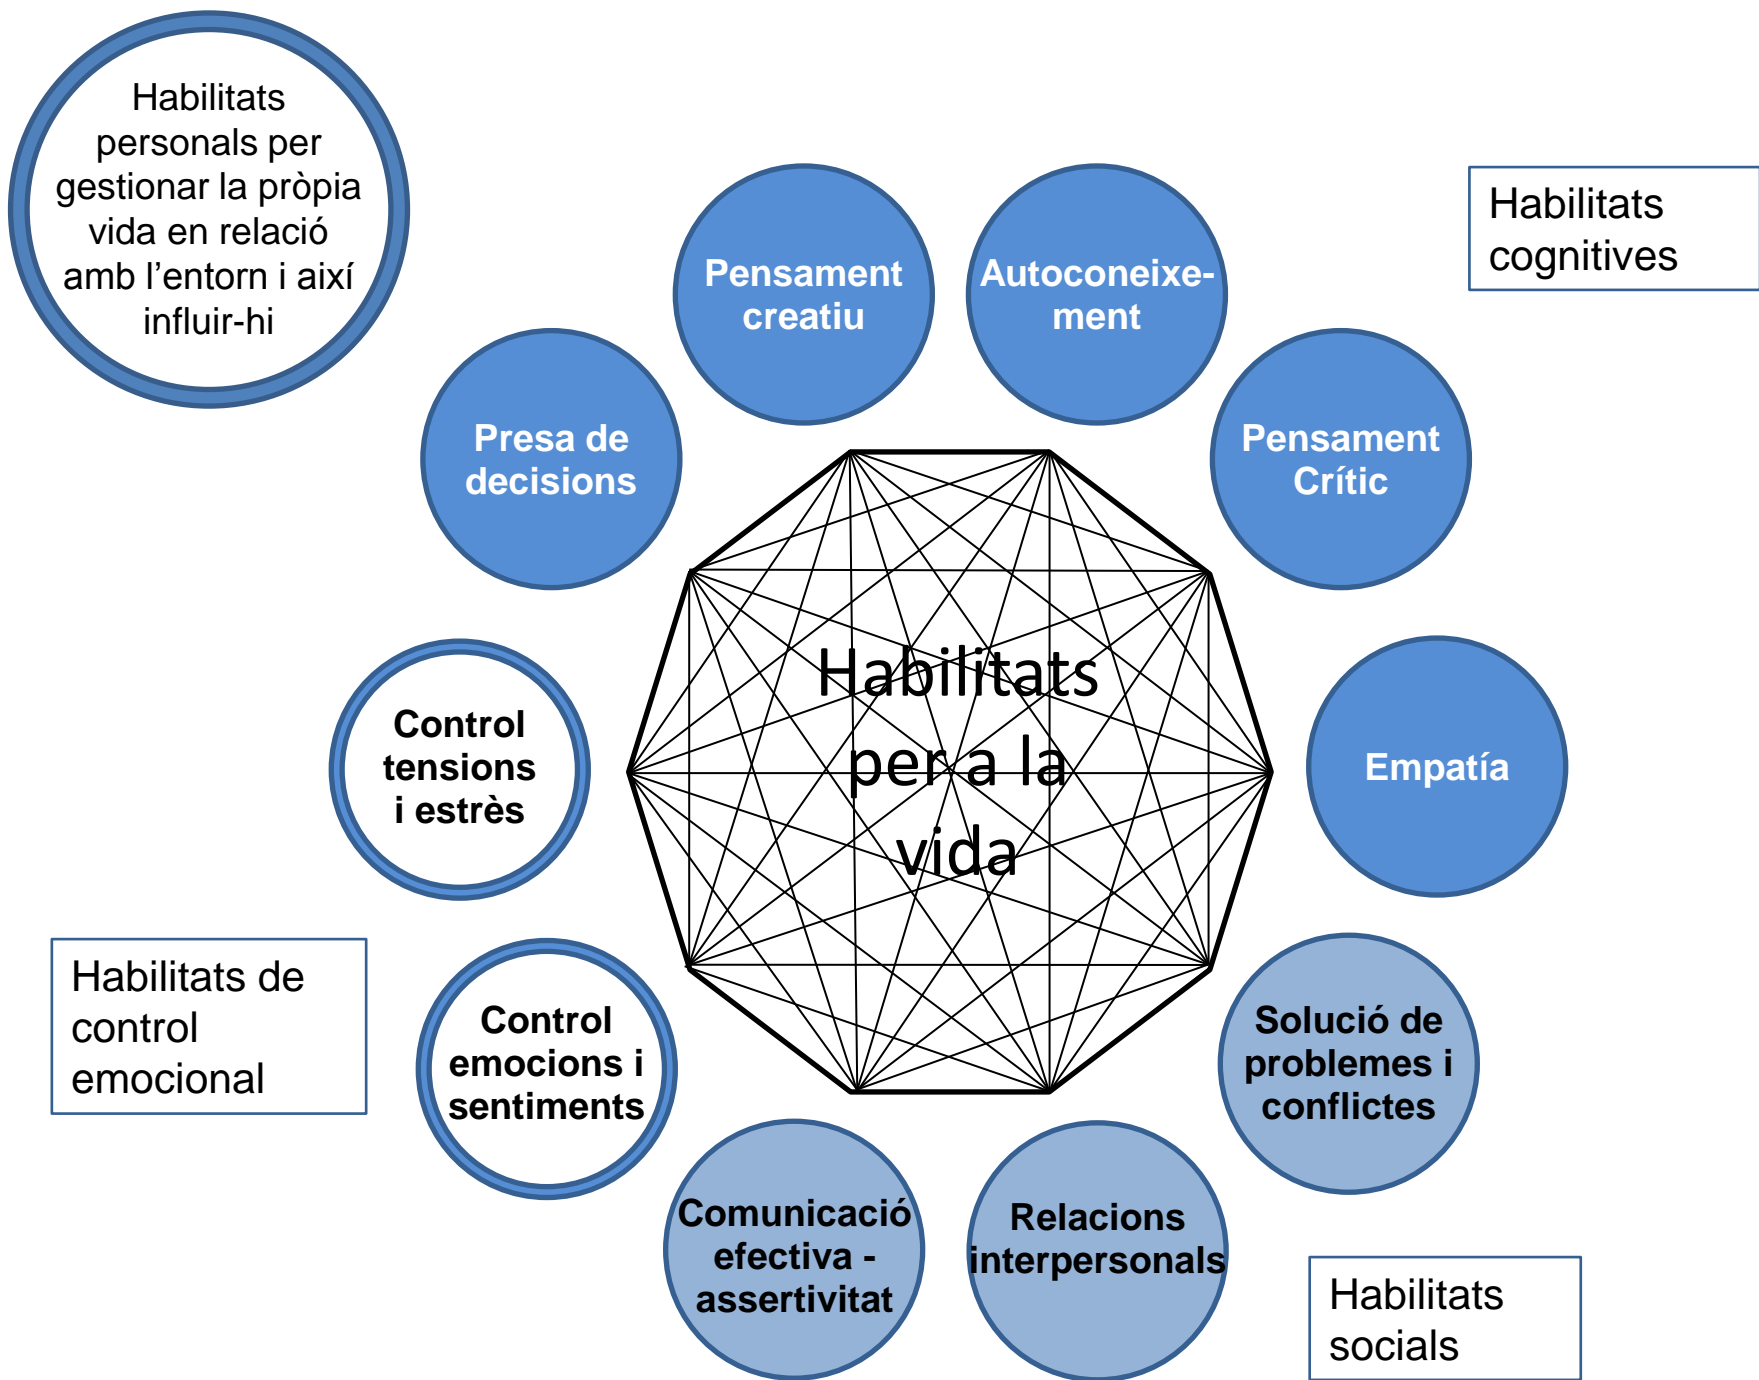 Habilitats
personals per
gestionar la pròpia
vida en relació
amb l’entorn i així
influir-hi
Pensament
creatiu
Autoconeixe-
ment
Habilitats
cognitives
Presa de
decisions
Pensament
Crític
Habilitats
per a la
vida
Control
tensions
i estrès
Empatía
Habilitats de
control
emocional
Control
emocions i
sentiments
Solució de
problemes i
conflictes
Comunicació
efectiva -
assertivitat
Relacions
interpersonals
Habilitats
socials